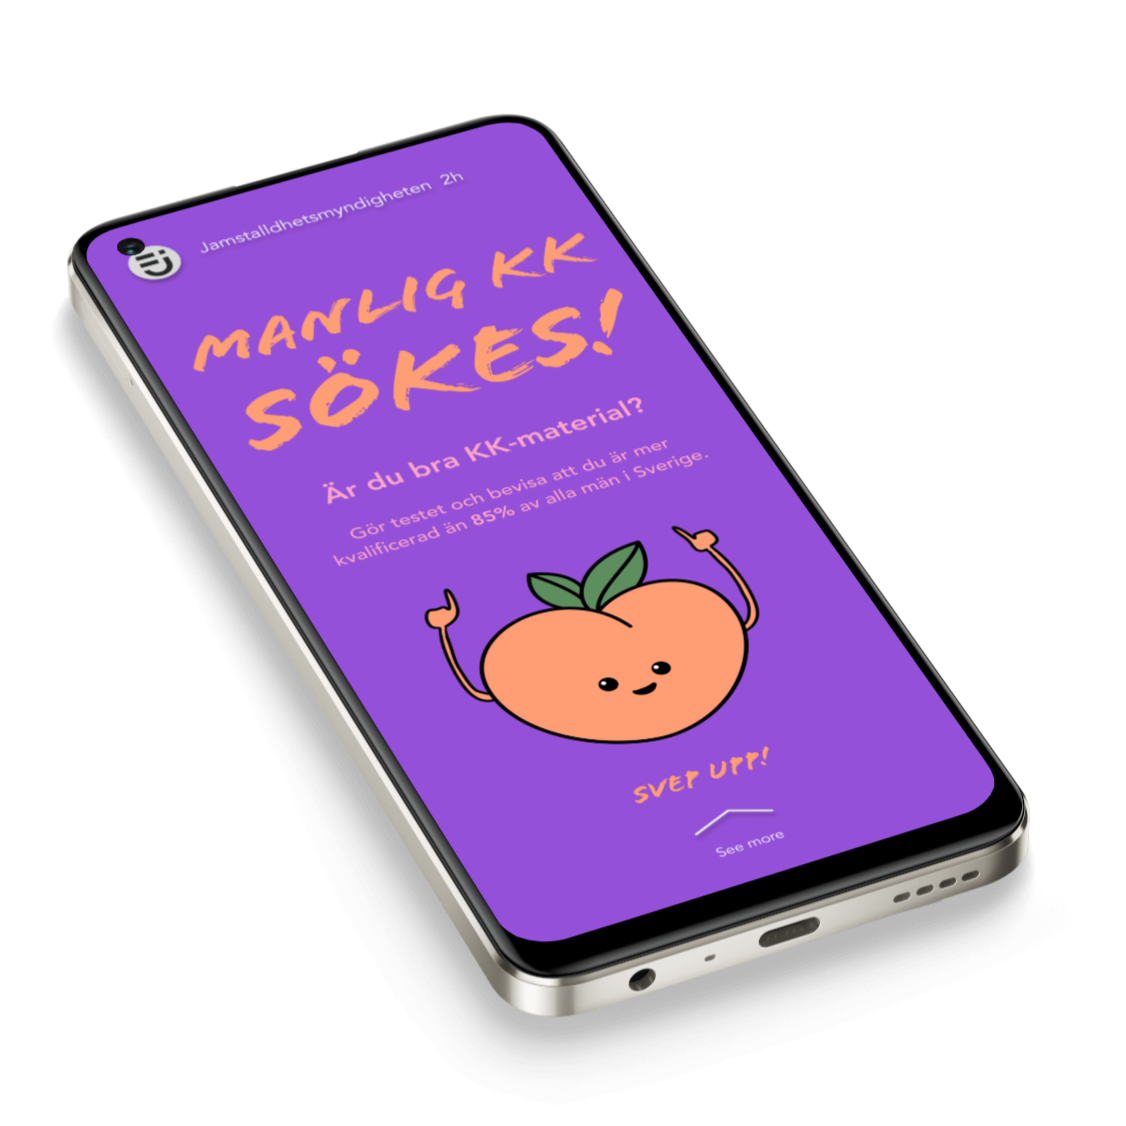 Jamstalldhetsmyndigheten 2h
MANLIG KK
SÖKES!
Är du bra KK-material?
Gör testet och bevisa att du är mer
kvalificerad än 85% av alla män i Sverige.
SVEP UPP!
See more